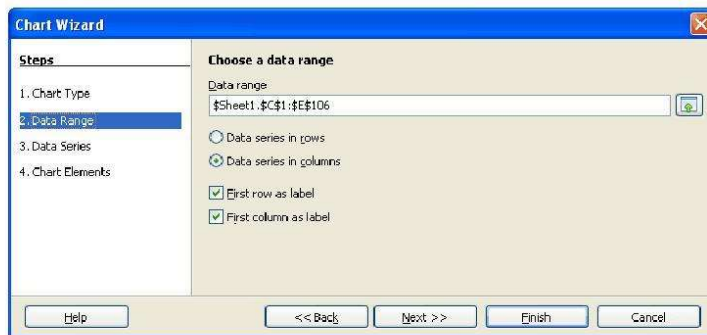 Chart Wizard
Steps
1. Chart Type
2. Data Range
3. Data Series
4. Chart Elements
Choose a data range
Data range
$Sheet1.$C$1:$E$106
Data series in rows
Data series in columns
First row as label
First column as label
Help
<< Back
Next >>
Finish
Cancel